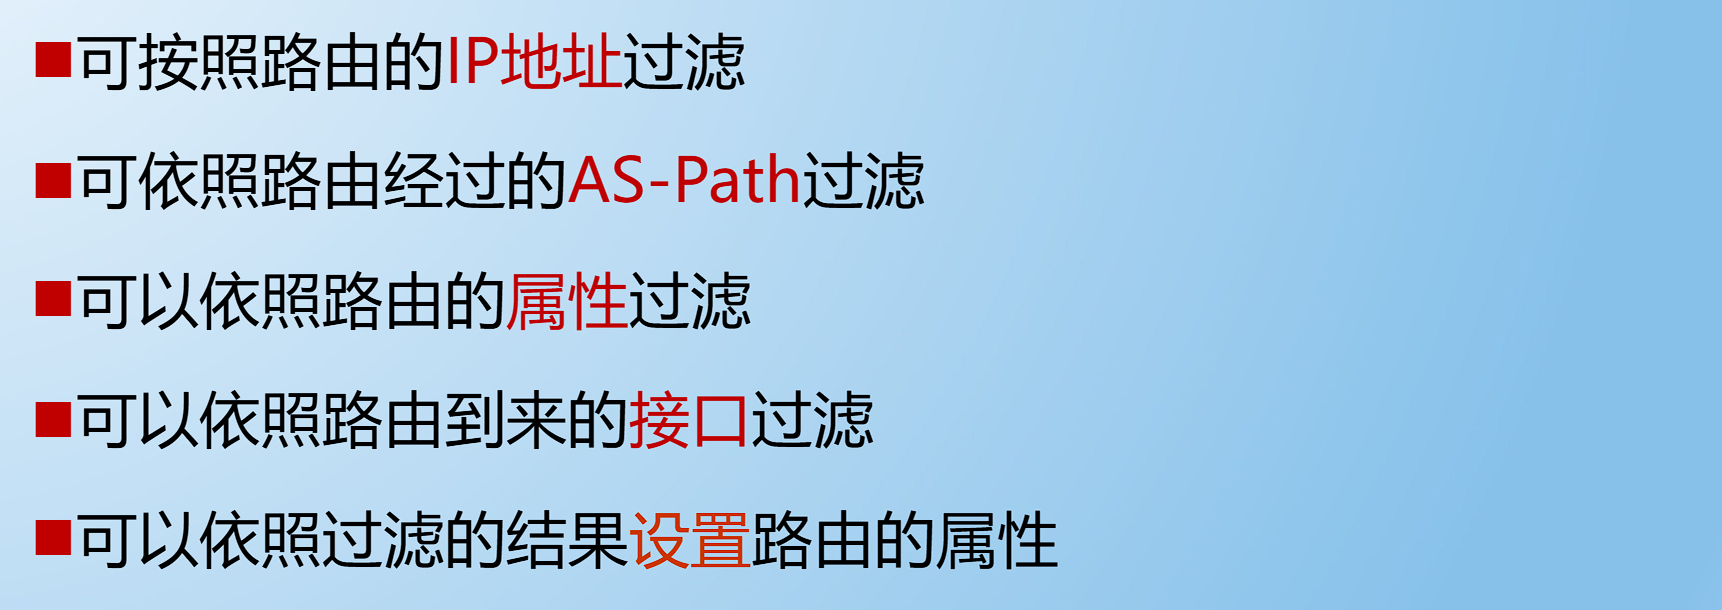 ■可按照路由的IP地址过滤
■可依照路由经过的AS-Path过滤
■可以依照路由的属性过滤
■可以依照路由到来的接口过滤
■可以依照过滤的结果设置路由的属性